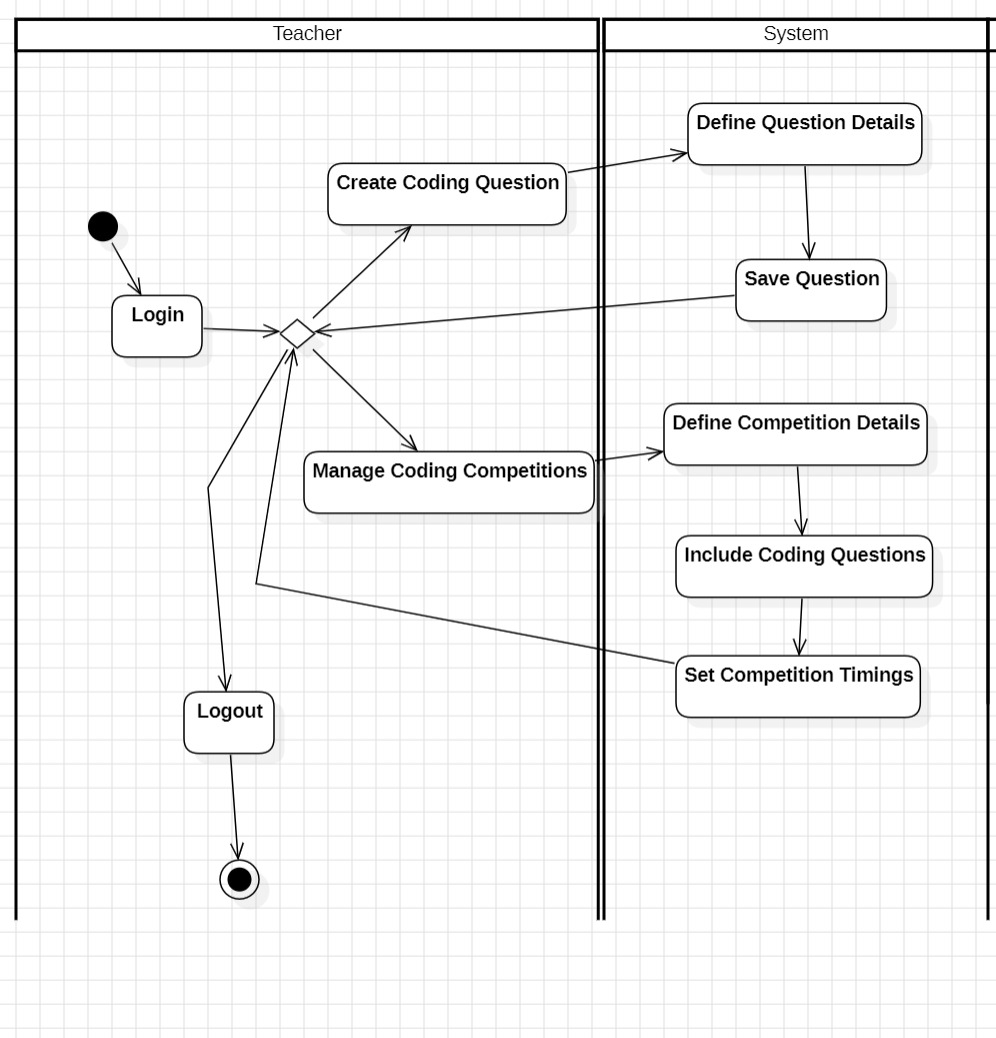 Teacher
System
Define Question Details
Create Coding Question
Save Question
Login
Define Competition Details
Manage Coding Competitions
Include Coding Questions
Set Competition Timings
Logout